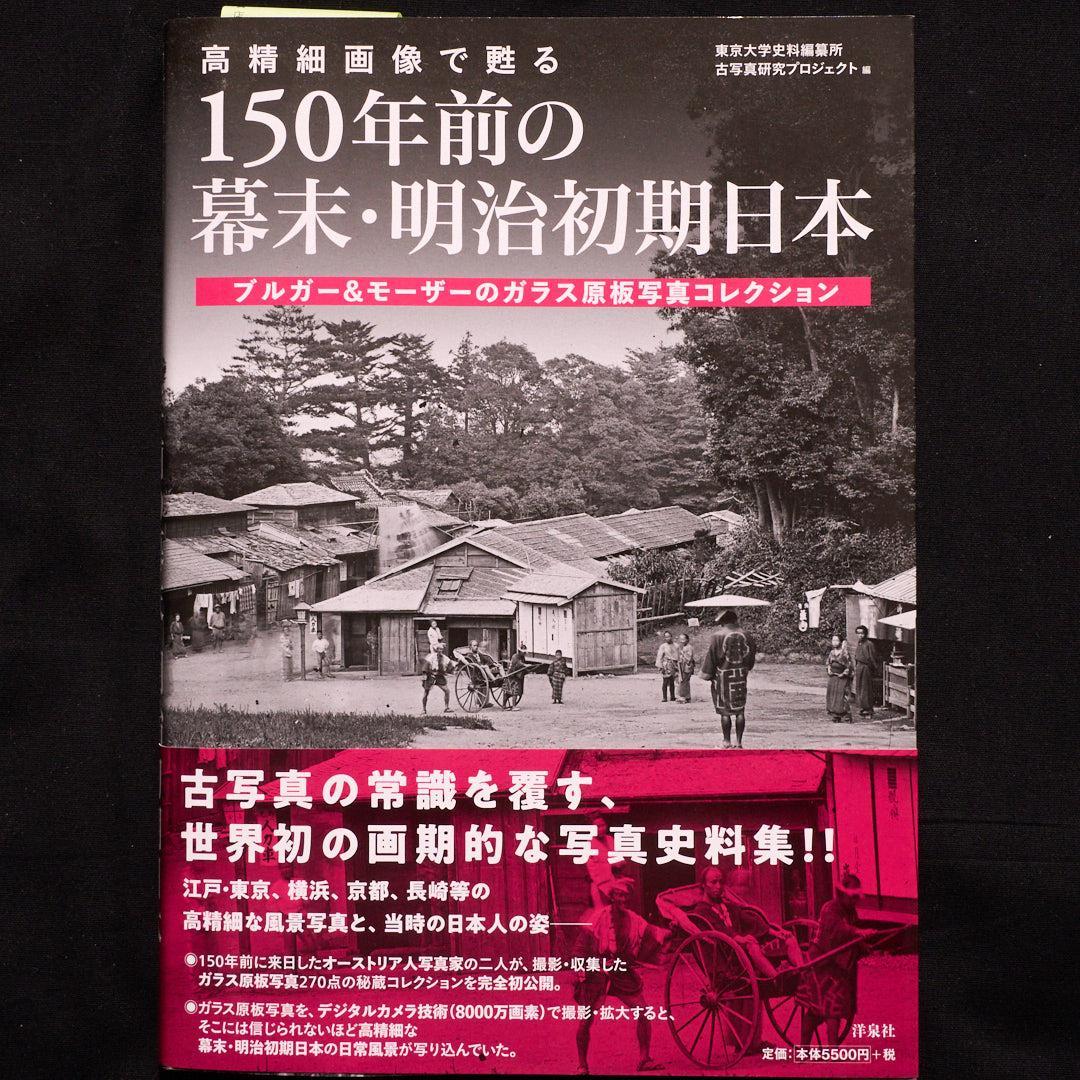 高精細画像で甦る
東京大学史料編纂所
古写真研究プロジェクト 編
150年前の
幕末・明治初期日本
ブルガー&モーザーのガラス原板写真コレクション
古写真の常識を覆す、
世界初の画期的な写真史料集!!
江戸・東京、横浜、京都、長崎等の
高精細な風景写真と、当時の日本人の姿──
●150年前に来日したオーストリア人写真家の二人が、撮影・収集した
ガラス原板写真270点の秘蔵コレクションを完全初公開。
●ガラス原板写真を、デジタルカメラ技術(8000万画素)で撮影・拡大すると、
そこには信じられないほど高精細な
幕末・明治初期日本の日常風景が写り込んでいた。
洋泉社
定価:本体5500円+税